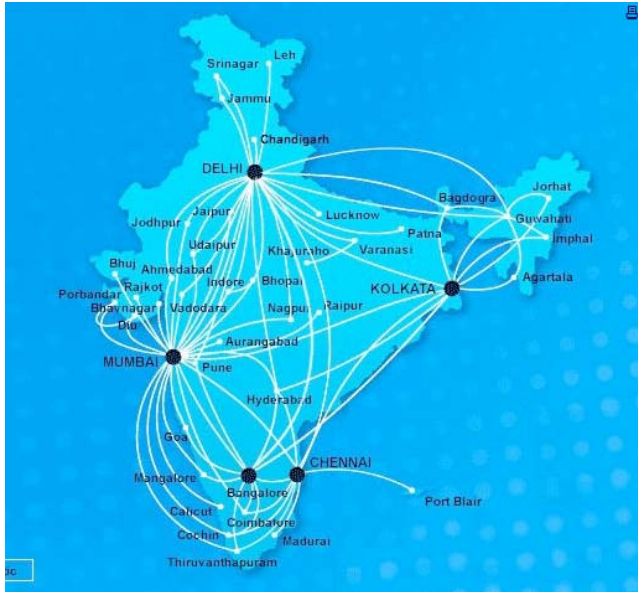 Leh
Srinagar
Jammu
Chandigarh
DELHI
Jorhat
Bagdogra
Lucknow
Guwahati
Jaipur
Jodhpur
Patna
Imphal
Udaipur
Khajuraho
Varanasi
Bhuj
Ahmedabad
Agartala
Rajkot
Indore
Bhopal
KOLKATA
Porbandar
Vadodara
Bhavnagar
Nagpur
Raipur
Diu
Aurangabad
MUMBAI
Pune
Hyderabad
Goa
CHENNAI
Mangalore
Bangalore
Port Blair
Calicut
Coimbatore
Cochin
Madurai
Thiruvanthapuram